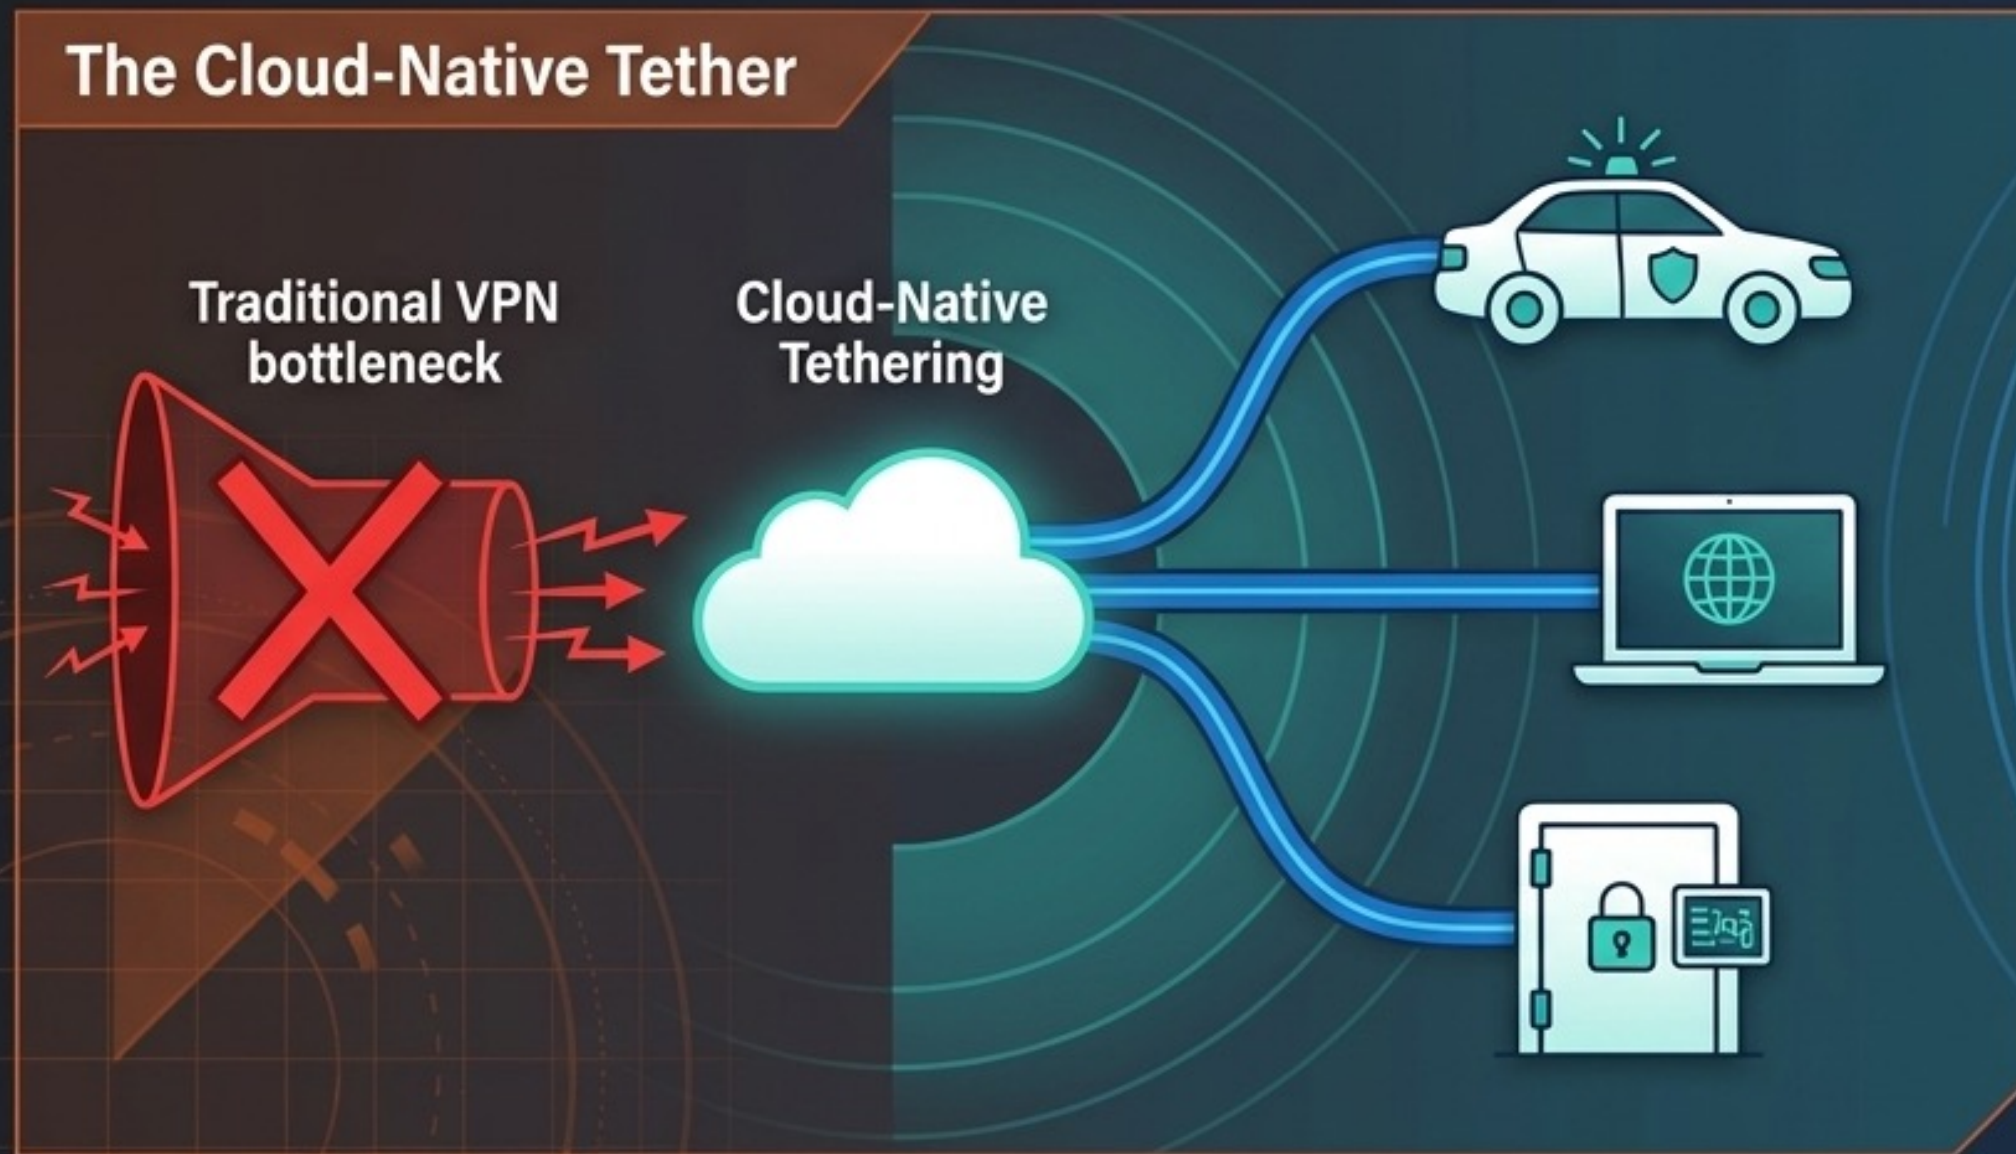 The Cloud-Native Tether
Traditional VPN
bottleneck
Cloud-Native
Tethering